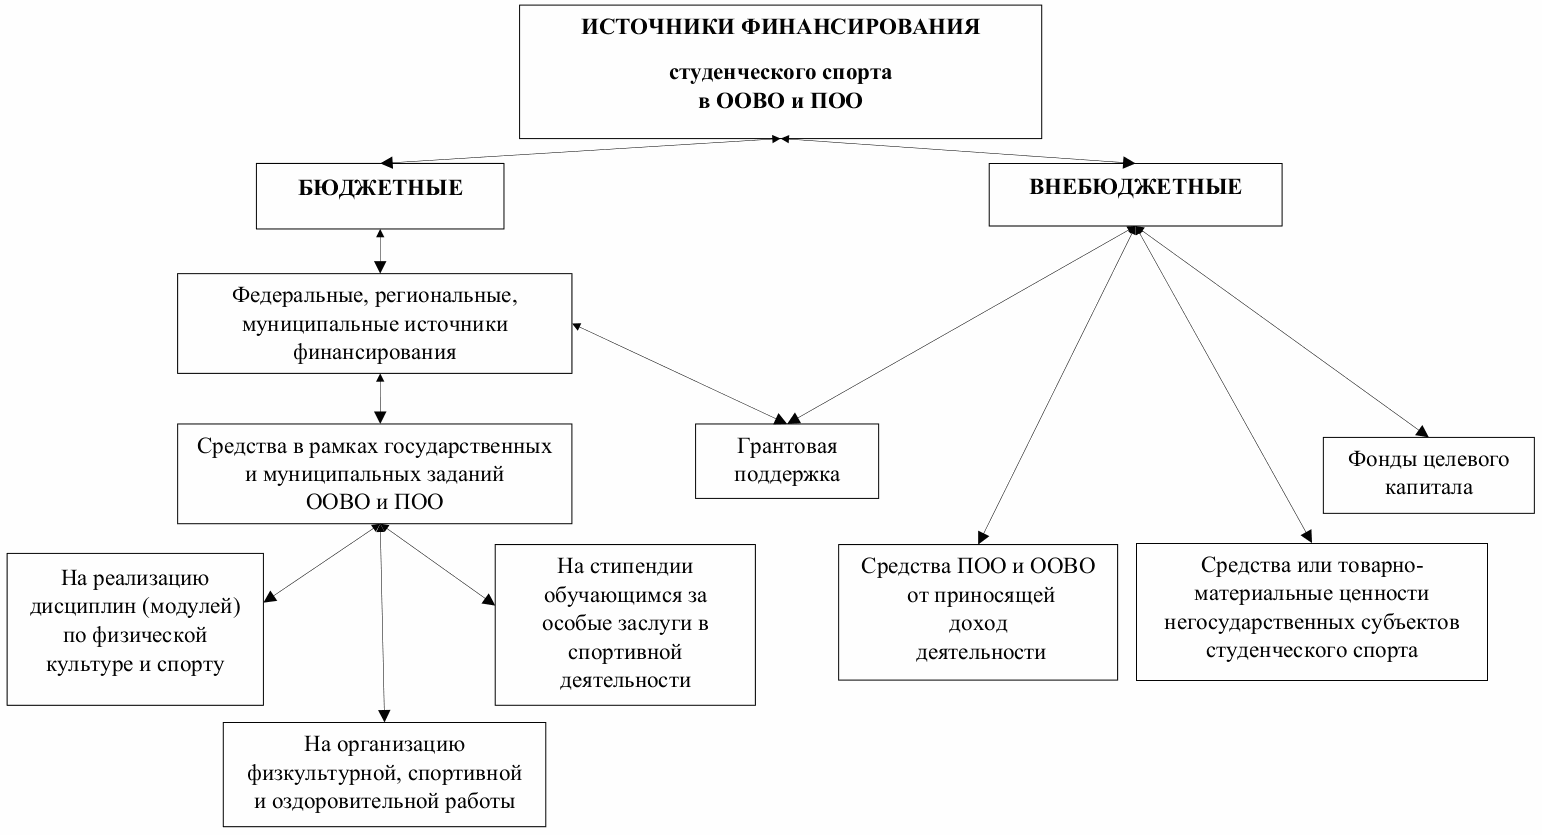 ИСТОЧНИКИ ФИНАНСИРОВАНИЯ
студенческого спорта
в ООВО и ПОО
БЮДЖЕТНЫЕ
ВНЕБЮДЖЕТНЫЕ
Федеральные, региональные,
муниципальные источники
финансирования
Средства в рамках государственных
и муниципальных заданий
ООВО и ПОО
Грантовая
поддержка
Фонды целевого
капитала
На реализацию
дисциплин (модулей)
по физической
культуре и спорту
На стипендии
обучающимся за
особые заслуги в
спортивной
деятельности
Средства ПОО и ООВО
от приносящей
доход
деятельности
Средства или товарно-
материальные ценности
негосударственных субъектов
студенческого спорта
На организацию
физкультурной, спортивной
и оздоровительной работы